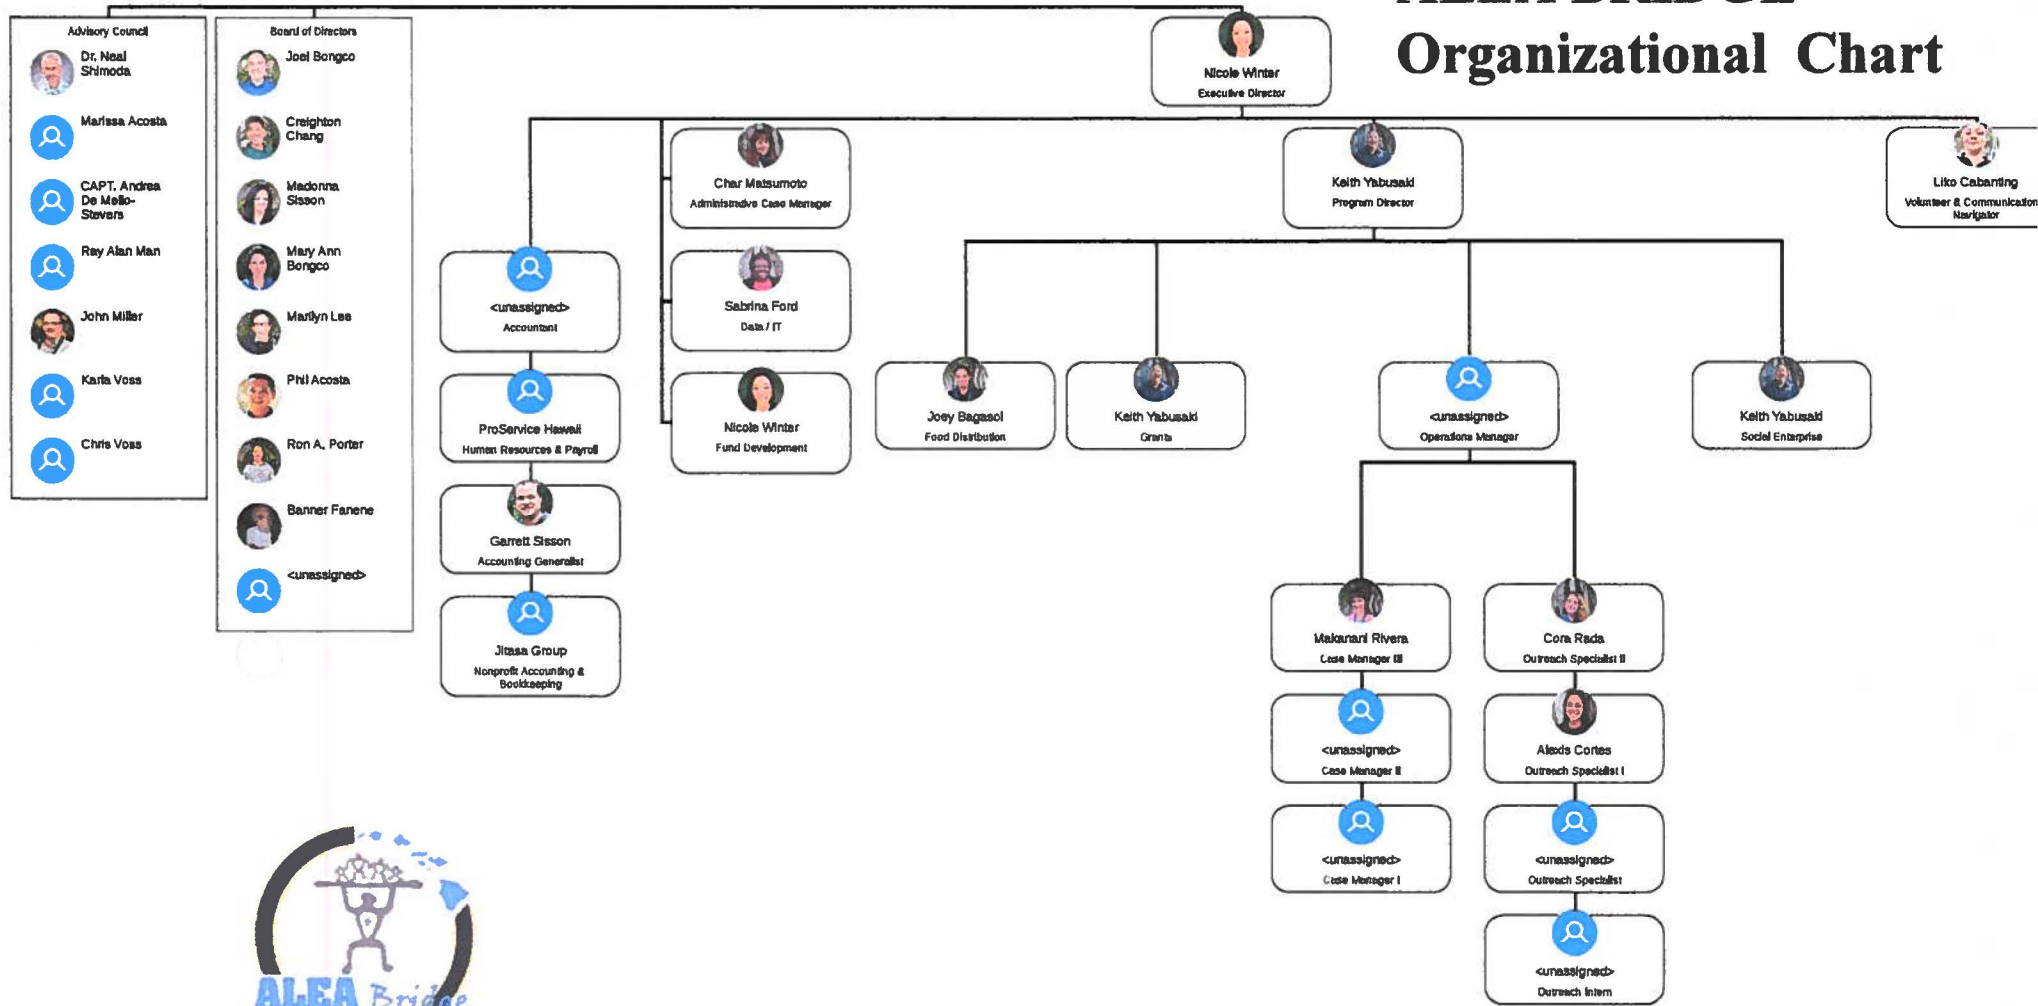 Organizational Chart
Advisory Council
Dr. Neal
Shimoda
Marissa Acosta
CAPT. Andrea
De Mello-
Stevers
Ray Alan Man
John Miller
Karla Voss
Chris Voss
Board of Directors
Joel Bongco
Creighton
Chang
Madonna
Sisson
Mary Ann
Bongco
Marilyn Lee
Phil Acosta
Ron A. Porter
Banner Fanene
<unassigned>
Nicole Winter
Executive Director
<unassigned>
Accountant
ProService Hawaii
Human Resources & Payroll
Garrett Sisson
Accounting Generalist
Jitasa Group
Nonprofit Accounting &
Bookkeeping
Char Matsumoto
Administrative Case Manager
Sabrina Ford
Data / IT
Nicole Winter
Fund Development
Keith Yabusaki
Program Director
Liko Cabanting
Volunteer & Communication
Navigator
Joey Bagasol
Food Distribution
Keith Yabusaki
Grants
<unassigned>
Operations Manager
Keith Yabusaki
Social Enterprise
Makanani Rivera
Case Manager III
<unassigned>
Case Manager II
<unassigned>
Case Manager I
Cora Rada
Outreach Specialist II
Alexis Cortes
Outreach Specialist I
<unassigned>
Outreach Specialist
<unassigned>
Outreach Intern
ALEA Bridge